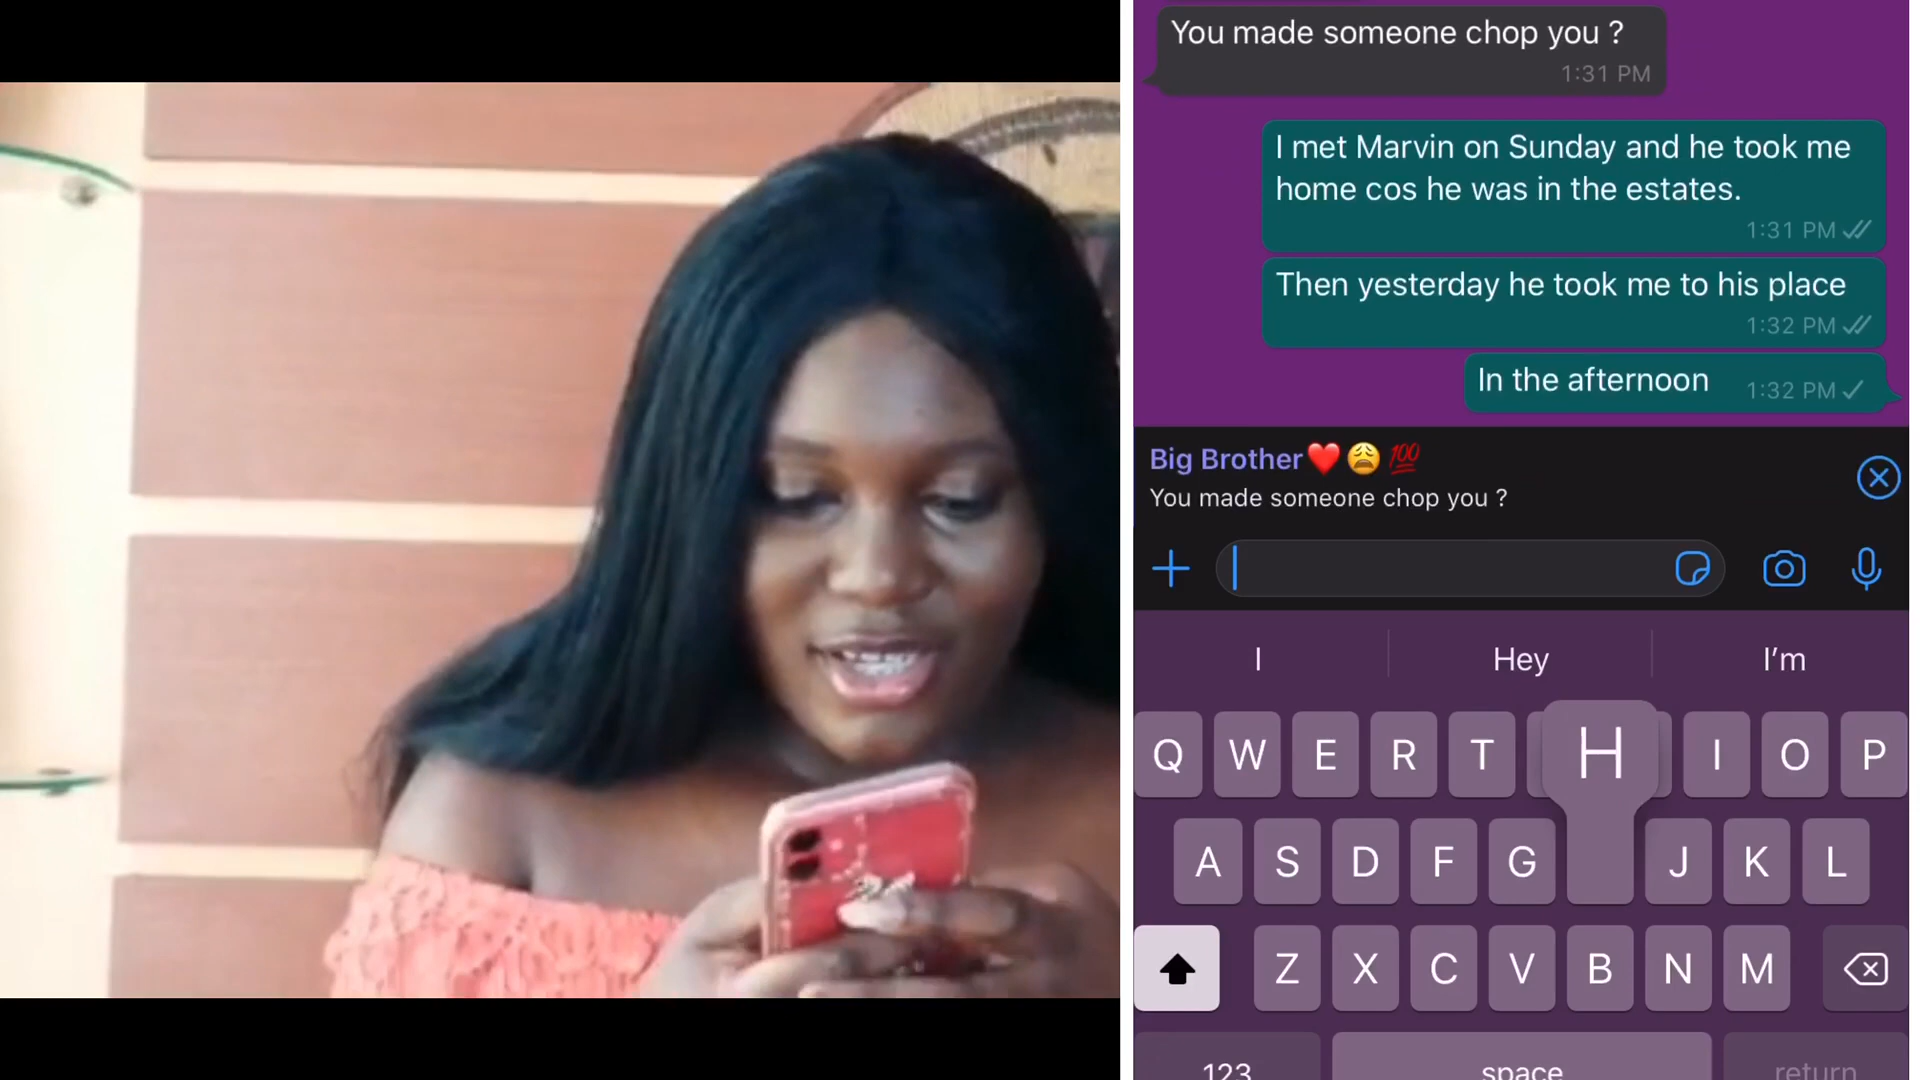 You made someone chop you ?
1:31 PM
I met Marvin on Sunday and he took me
home cos he was in the estates.
1:31 PM
Then yesterday he took me to his place
1:32 PM
In the afternoon 1:32 PM
Big Brother❤️😩💯
You made someone chop you ?
I Hey I’m
Q W E R T H I O P
A S D F G J K L
Z X C V B N M
123 space return